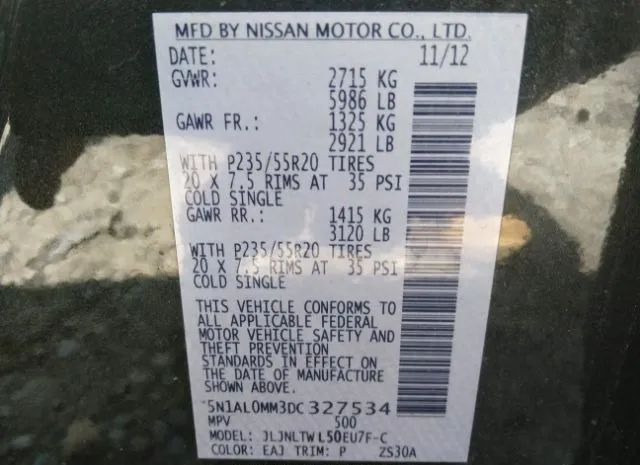 MFD BY NISSAN MOTOR CO., LTD.
DATE: 11/12
GVWR: 2715 KG
5986 LB
GAWR FR.: 1325 KG
2921 LB
WITH P235/55R20 TIRES
20 X 7.5 RIMS AT 35 PSI
COLD SINGLE
GAWR RR.: 1415 KG
3120 LB
WITH P235/55R20 TIRES
20 X 7.5 RIMS AT 35 PSI
COLD SINGLE
THIS VEHICLE CONFORMS TO
ALL APPLICABLE FEDERAL
MOTOR VEHICLE SAFETY AND
THEFT PREVENTION
STANDARDS IN EFFECT ON
THE DATE OF MANUFACTURE
SHOWN ABOVE.
*5N1AL0MM3DC327534
MPV 500
MODEL: JLJNLTWL50EU7F-C
COLOR: EAJ TRIM: P ZS30A